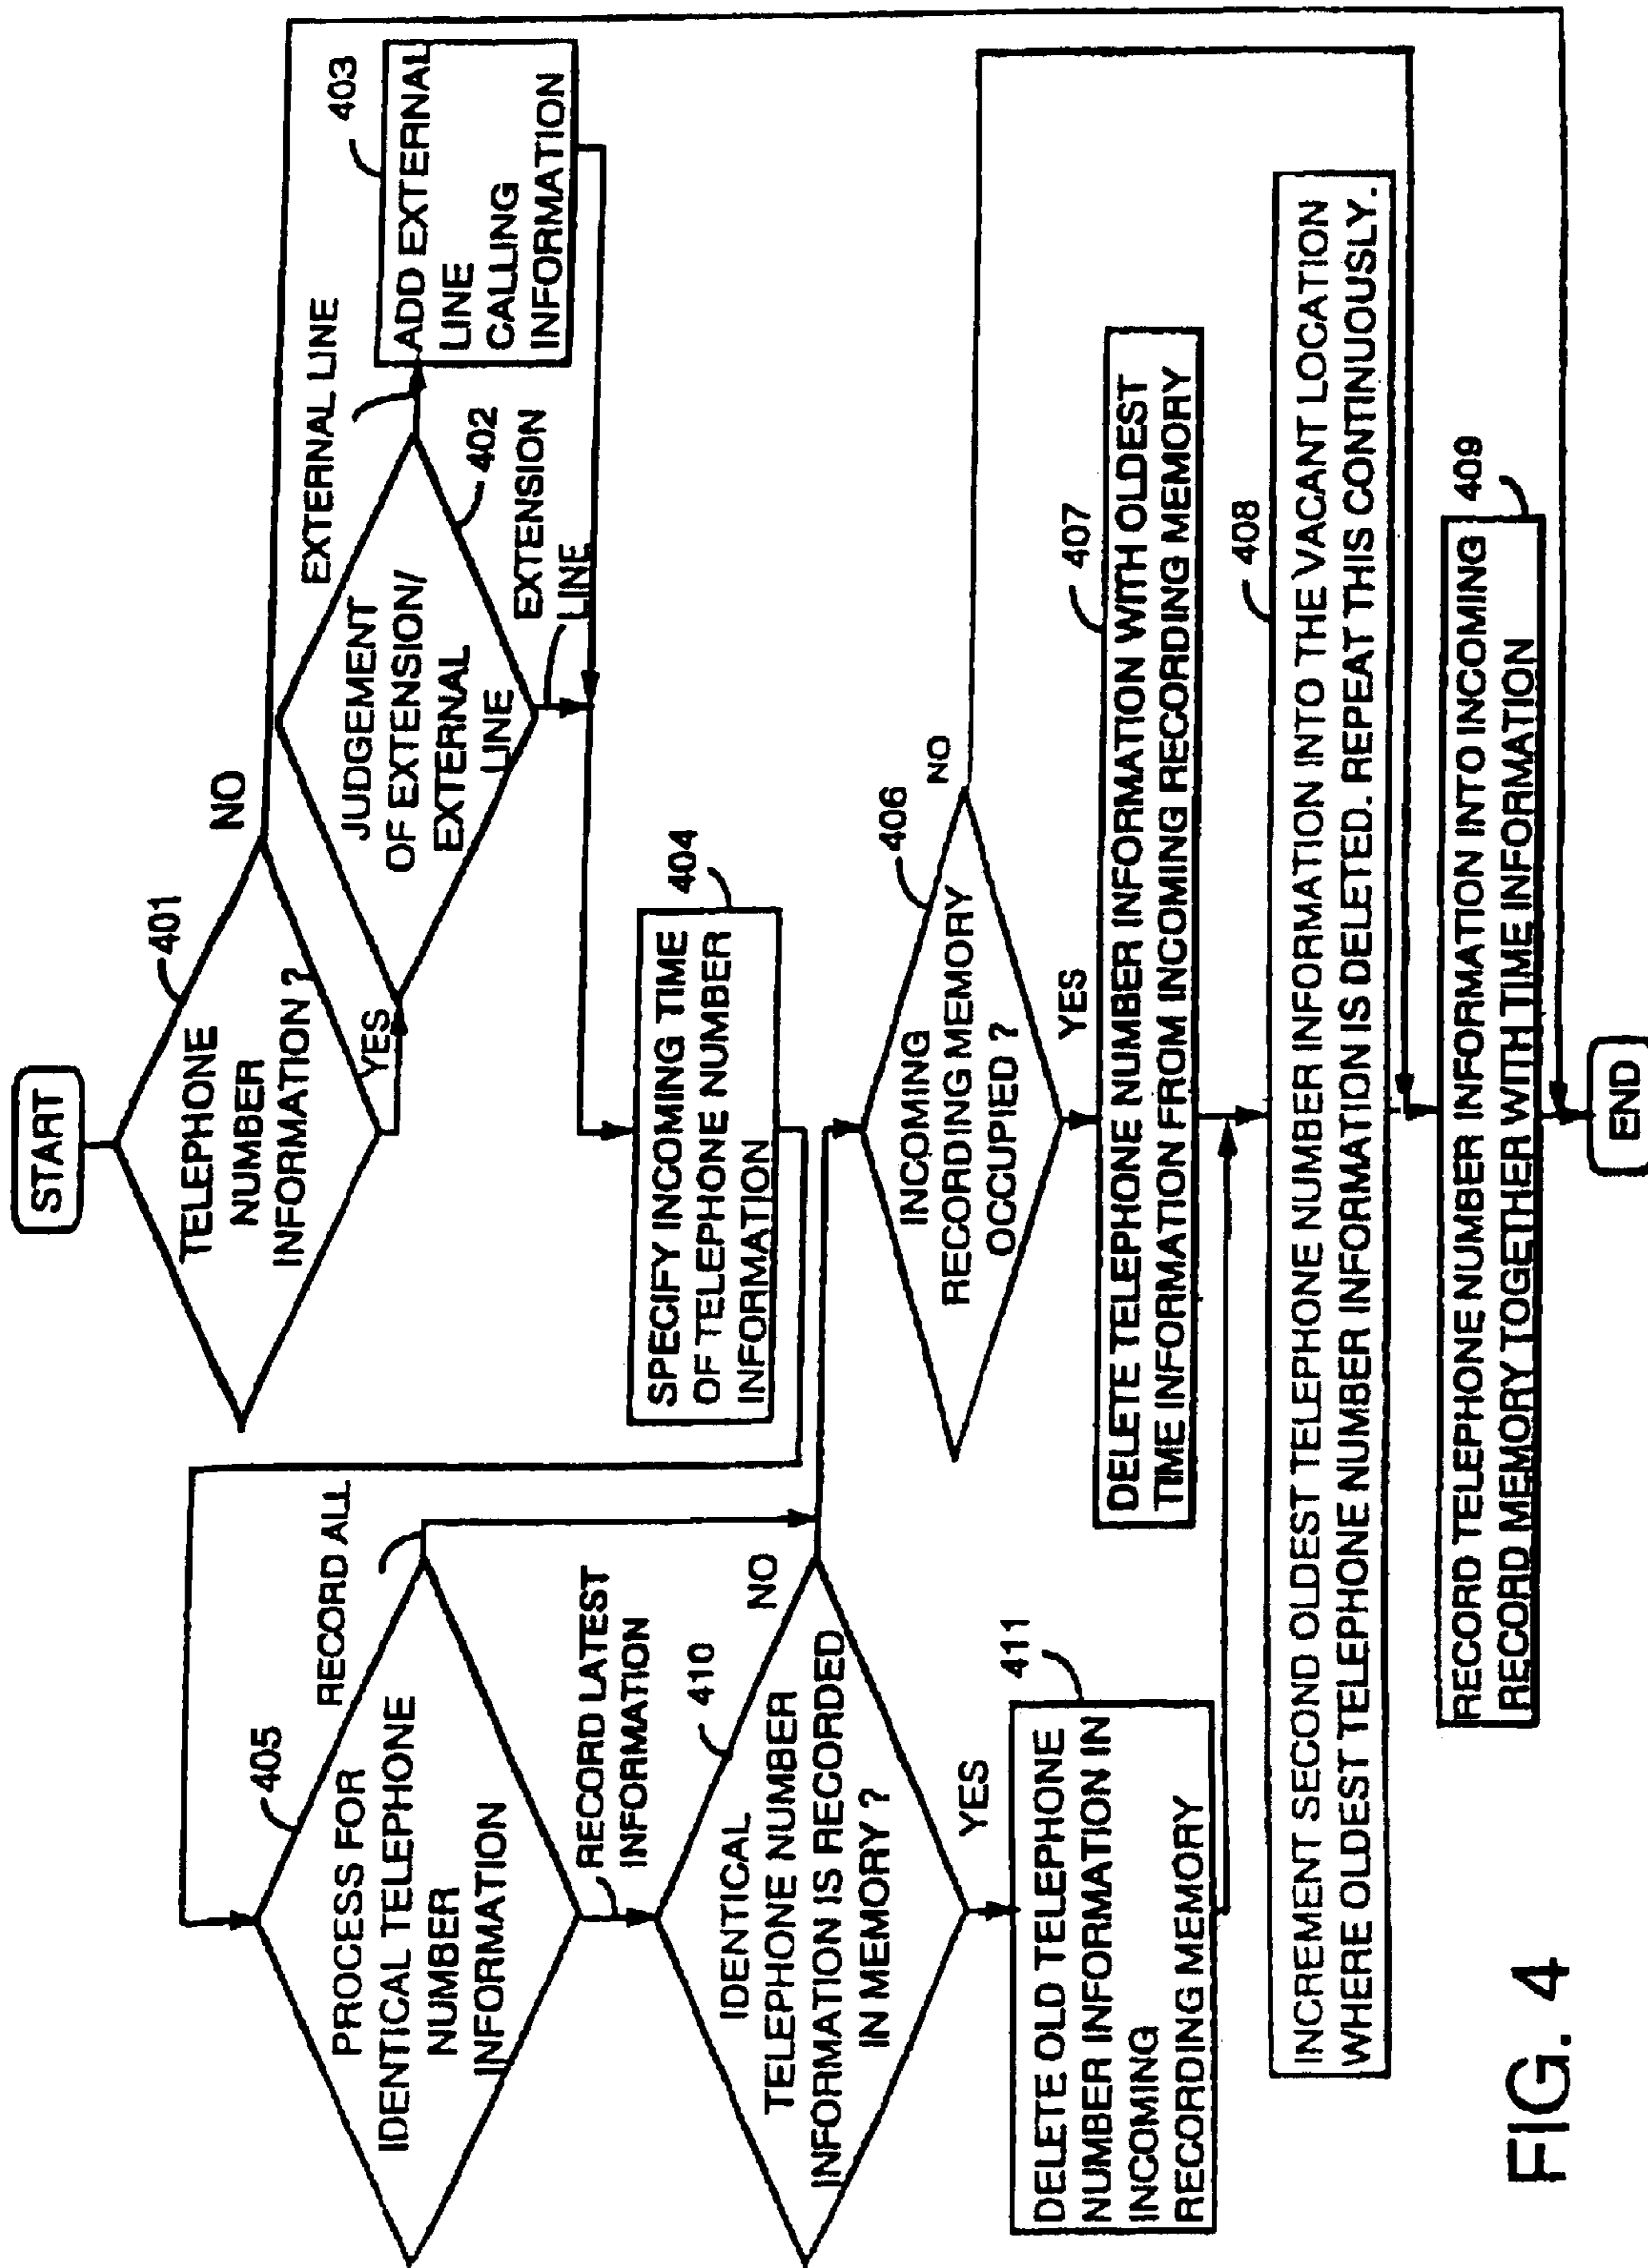 START
401
TELEPHONE
NUMBER
INFORMATION ?
NO
YES
JUDGEMENT
OF EXTENSION/
EXTERNAL
LINE
402
EXTERNAL LINE
403
ADD EXTERNAL
LINE
CALLING
INFORMATION
EXTENSION
LINE
404
SPECIFY INCOMING TIME
OF TELEPHONE NUMBER
INFORMATION
405
PROCESS FOR
IDENTICAL TELEPHONE
NUMBER
INFORMATION
RECORD ALL
RECORD LATEST
INFORMATION
410
IDENTICAL
TELEPHONE NUMBER
INFORMATION IS RECORDED
IN MEMORY ?
NO
YES
411
DELETE OLD TELEPHONE
NUMBER INFORMATION IN
INCOMING
RECORDING MEMORY
406
INCOMING
RECORDING MEMORY
OCCUPIED ?
NO
YES
407
DELETE TELEPHONE NUMBER INFORMATION WITH OLDEST
TIME INFORMATION FROM INCOMING RECORDING MEMORY
408
INCREMENT SECOND OLDEST TELEPHONE NUMBER INFORMATION INTO THE VACANT LOCATION
WHERE OLDEST TELEPHONE NUMBER INFORMATION IS DELETED. REPEAT THIS CONTINUOUSLY.
409
RECORD TELEPHONE NUMBER INFORMATION INTO INCOMING
RECORD MEMORY TOGETHER WITH TIME INFORMATION
END
FIG. 4